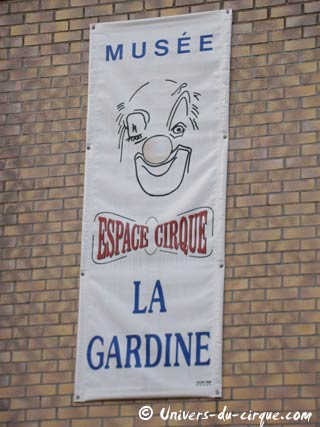 MUSÉE
ESPACE CIRQUE
LA
GARDINE
© Univers-du-cirque.com